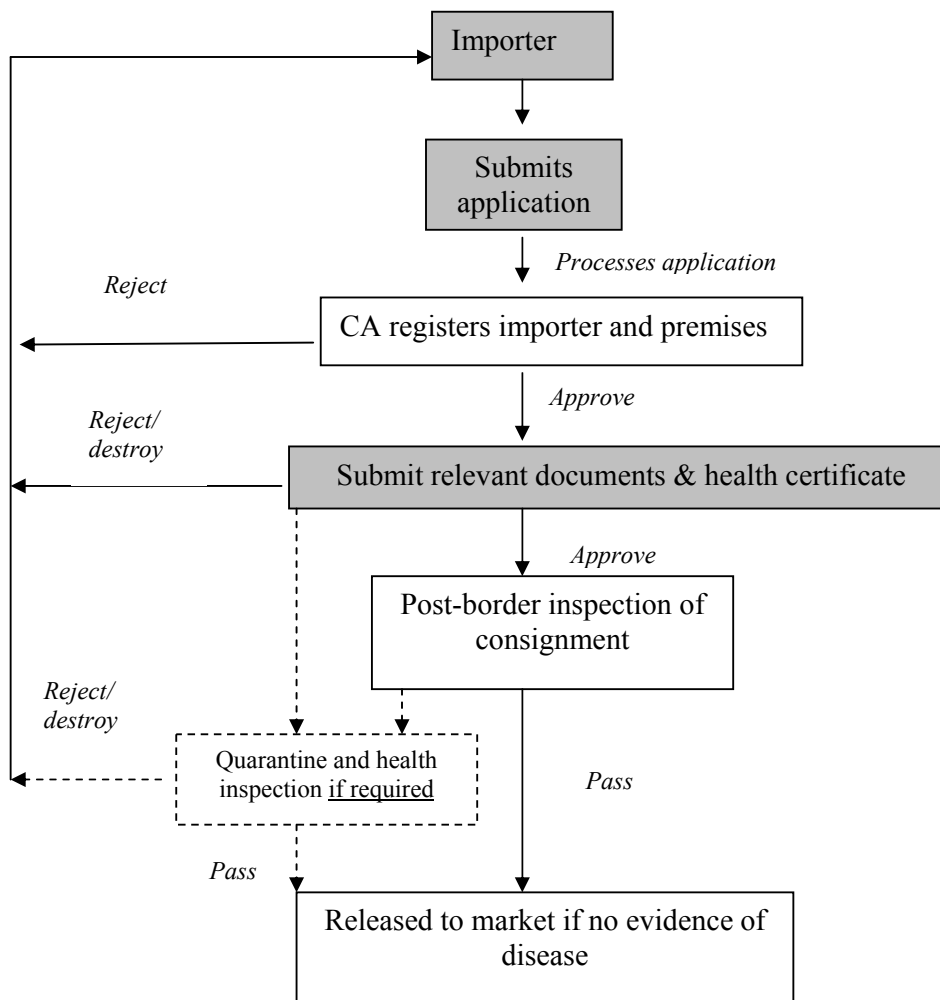 Importer
Submits
application
Processes application
Reject
CA registers importer and premises
Approve
Reject/
destroy
Submit relevant documents & health certificate
Approve
Post-border inspection of
consignment
Reject/
destroy
Quarantine and health
inspection if required
Pass
Pass
Released to market if no evidence of
disease